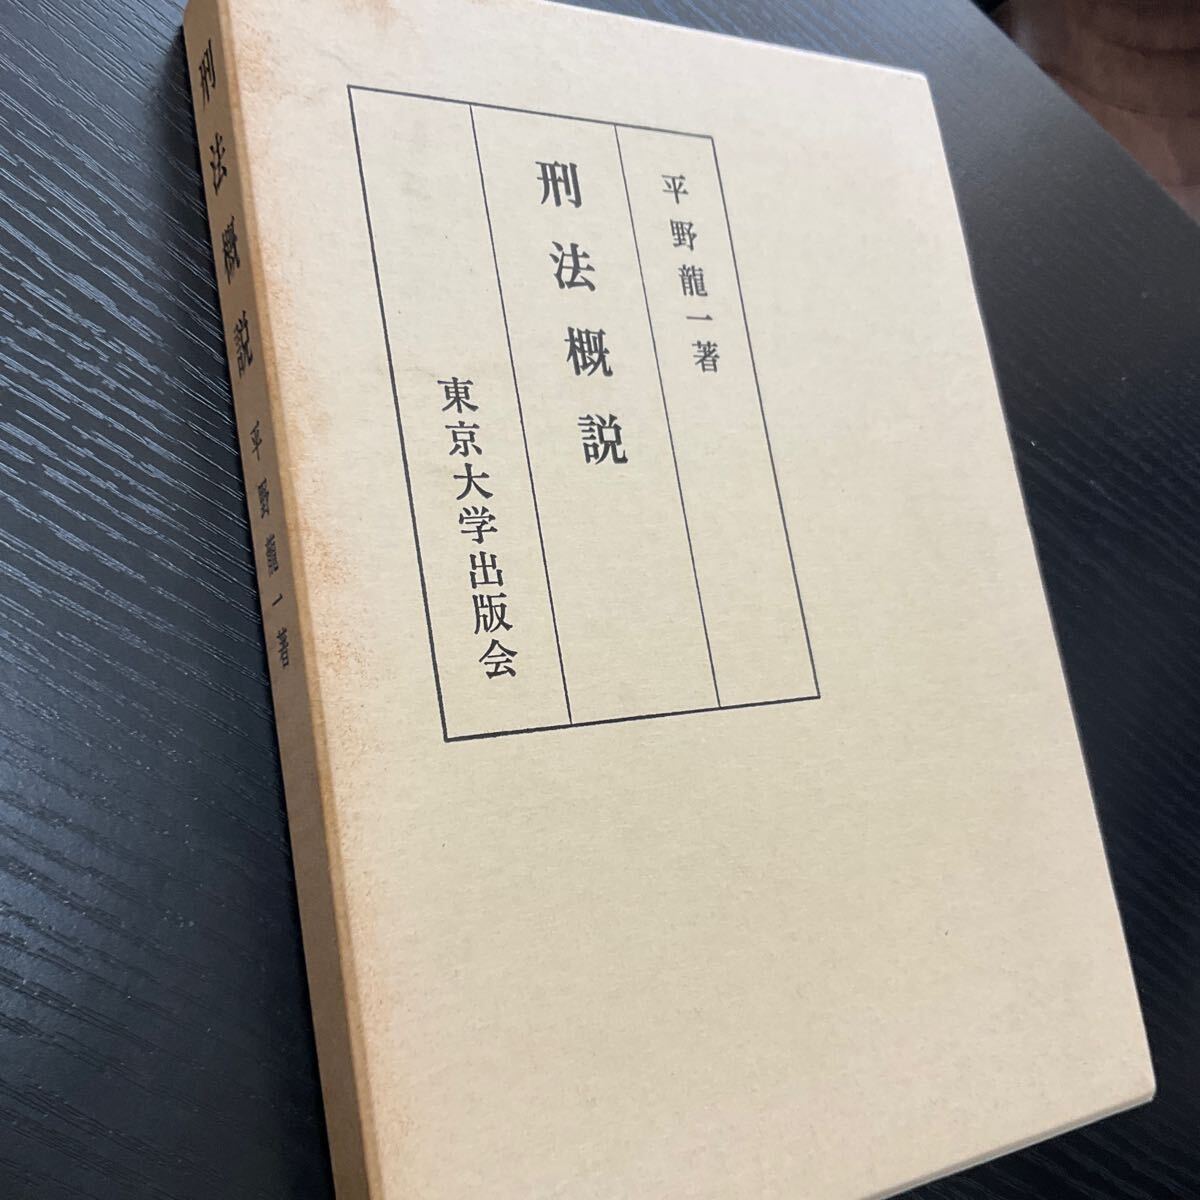 平野龍一著
刑法概説
東京大学出版会
刑法概説 平野龍一著